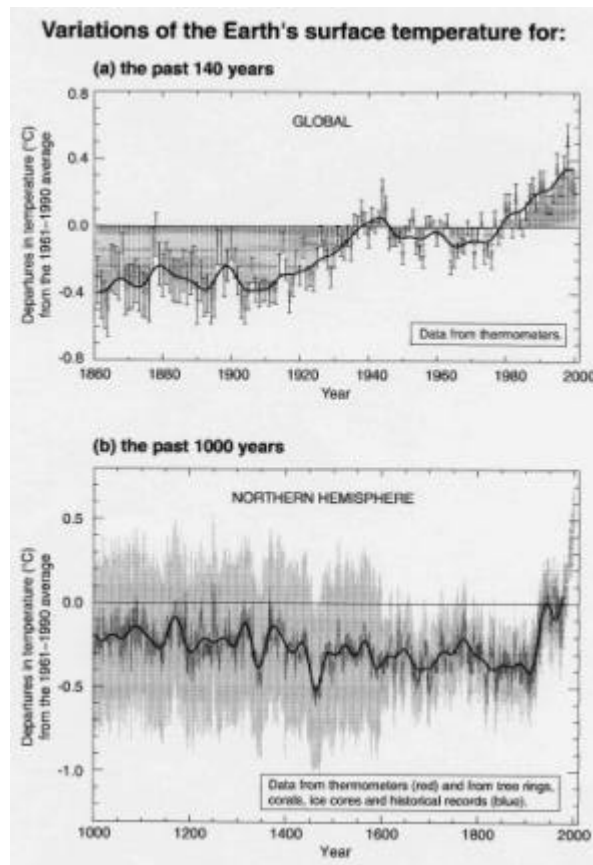 Variations of the Earth's surface temperature for:
(a) the past 140 years
GLOBAL
Departures in temperature (°C)
from the 1961–1990 average
0.8
0.4
0.0
-0.4
-0.8
Data from thermometers.
1860 1880 1900 1920 1940 1960 1980 2000
Year
(b) the past 1000 years
NORTHERN HEMISPHERE
Departures in temperature (°C)
from the 1961–1990 average
0.5
0.0
-0.5
-1.0
Data from thermometers (red) and from tree rings,
corals, ice cores and historical records (blue).
1000 1200 1400 1600 1800 2000
Year